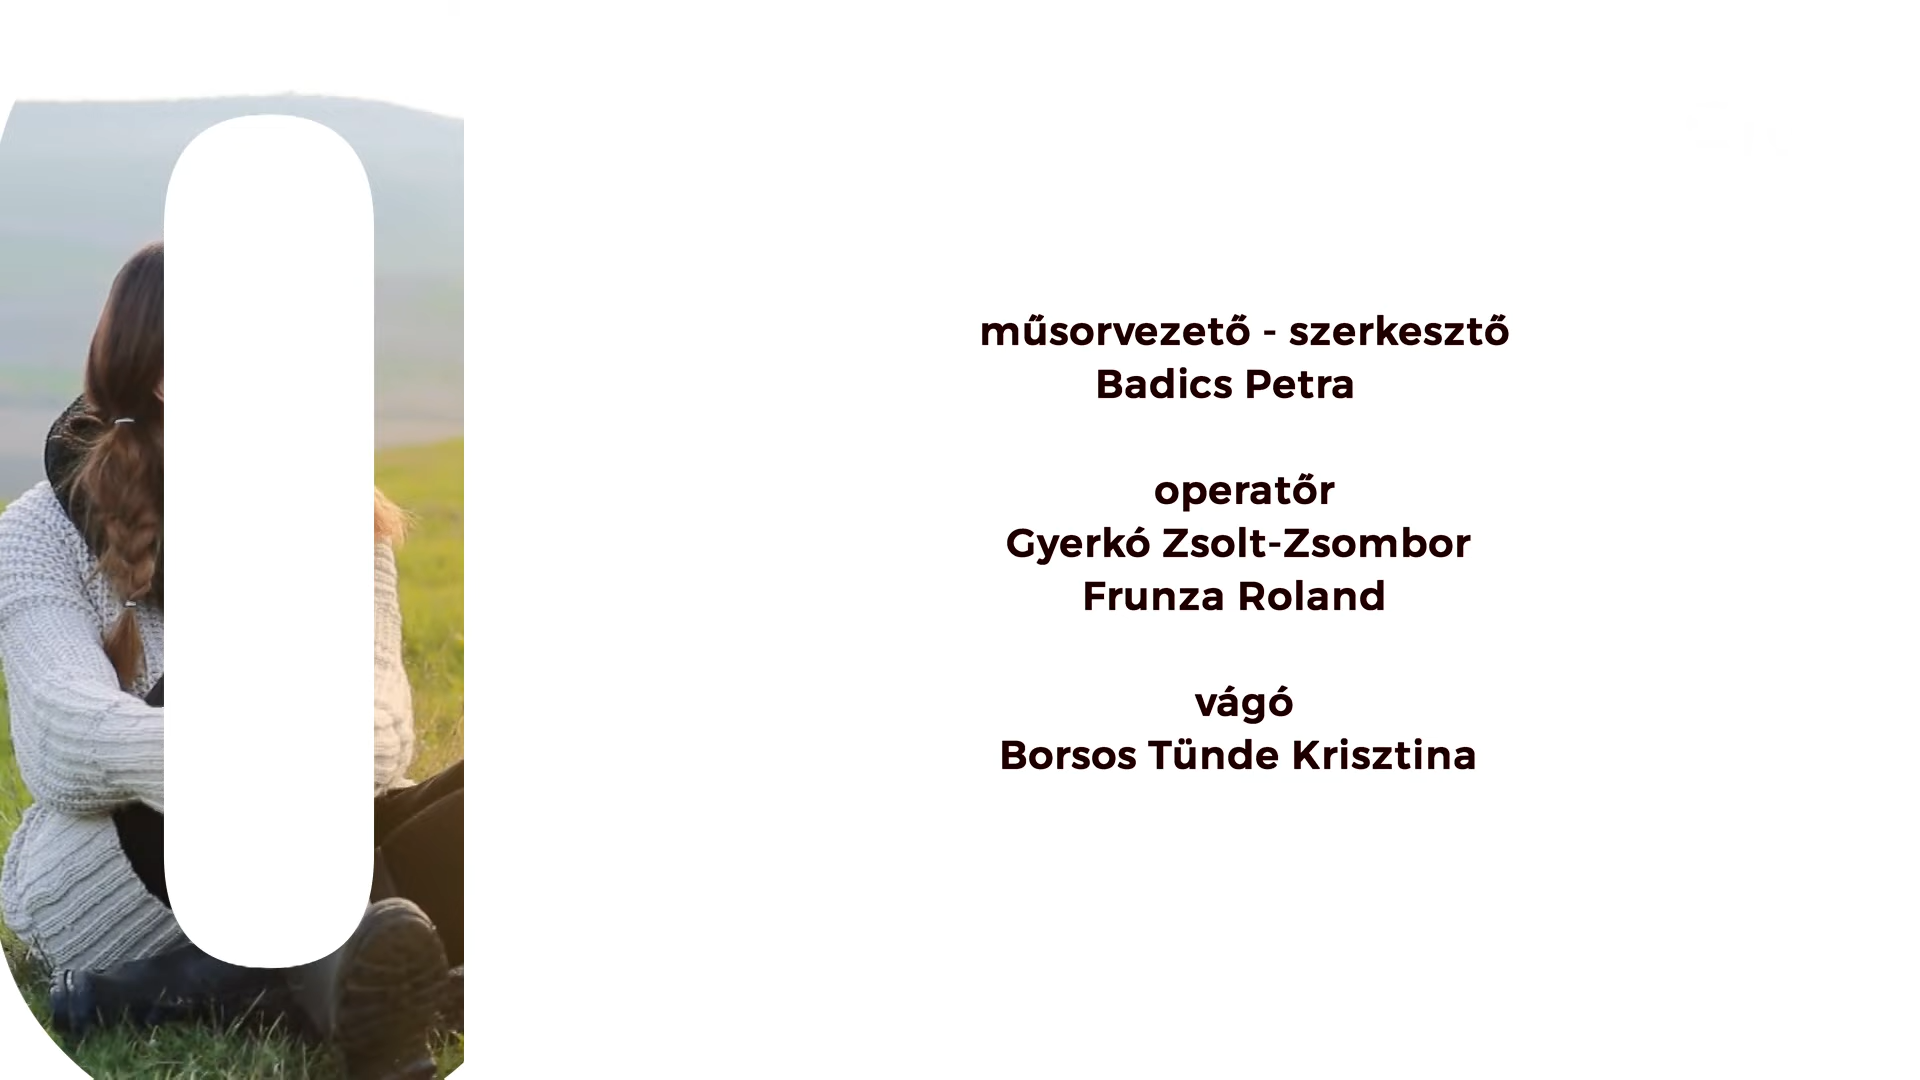 műsorvezető - szerkesztő
Badics Petra
operatőr
Gyerkó Zsolt-Zsombor
Frunza Roland
vágó
Borsos Tünde Krisztina